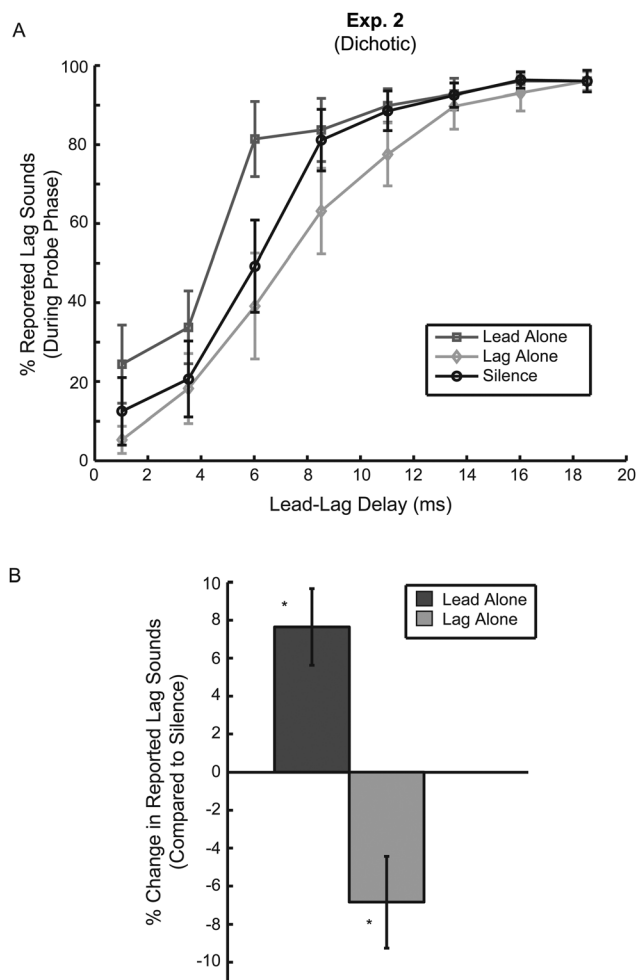 A
Exp. 2
(Dichotic)
% Reporeted Lag Sounds
(During Probe Phase)
100
80
60
40
20
0
Lead Alone
Lag Alone
Silence
0 2 4 6 8 10 12 14 16 18 20
Lead-Lag Delay (ms)
B
% Change in Reported Lag Sounds
(Compared to Silence)
10
8
6
4
2
0
-2
-4
-6
-8
-10
Lead Alone
Lag Alone
*
*